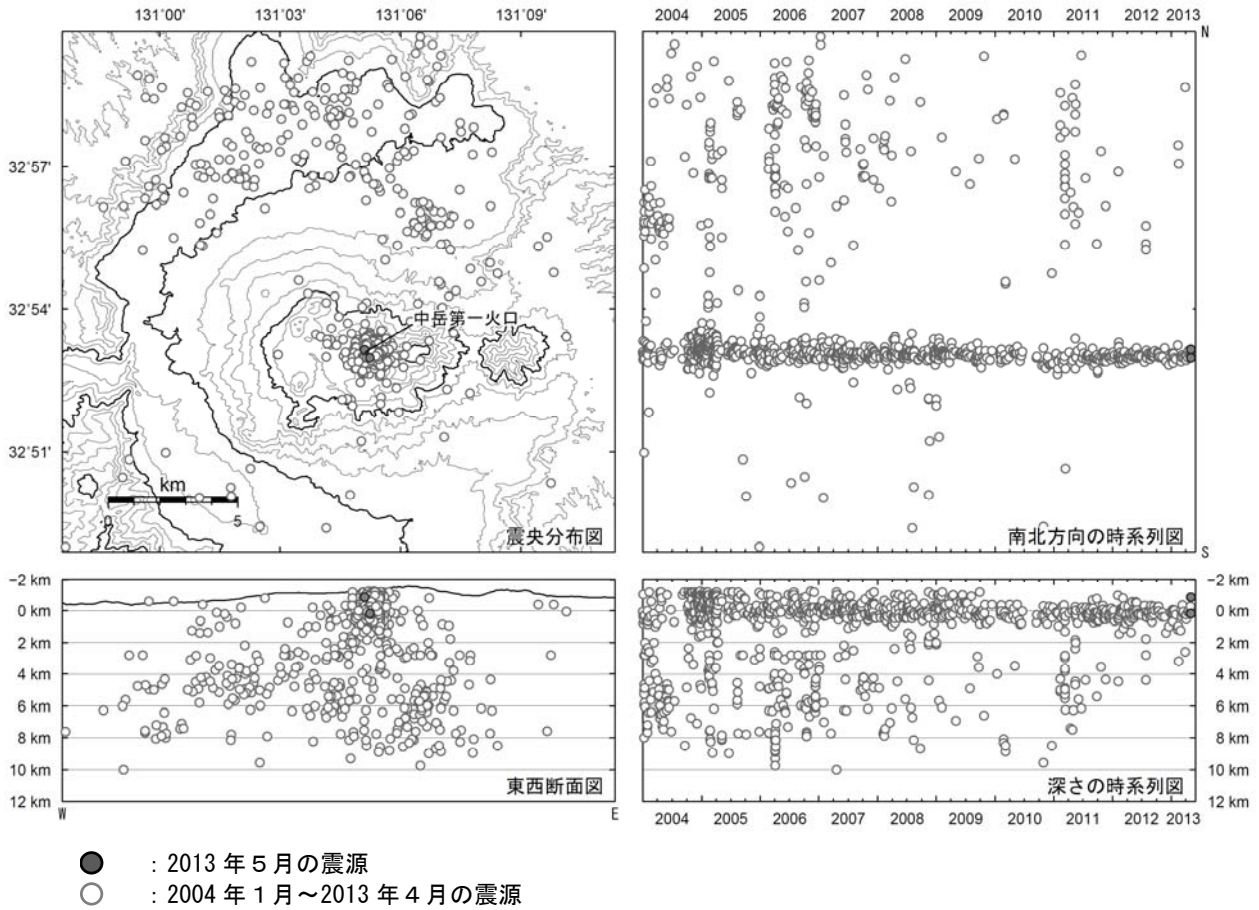 131°00' 131°03' 131°06' 131°09'
2004 2005 2006 2007 2008 2009 2010 2011 2012 2013
N
32°57'
32°54'
中岳第一火口
32°51'
km
0 5
震央分布図
南北方向の時系列図
S
-2 km
0 km
2 km
4 km
6 km
8 km
10 km
12 km
東西断面図
W E
-2 km
0 km
2 km
4 km
6 km
8 km
10 km
12 km
深さの時系列図
2004 2005 2006 2007 2008 2009 2010 2011 2012 2013
: 2013 年 5 月の震源
: 2004 年 1 月~2013 年 4 月の震源